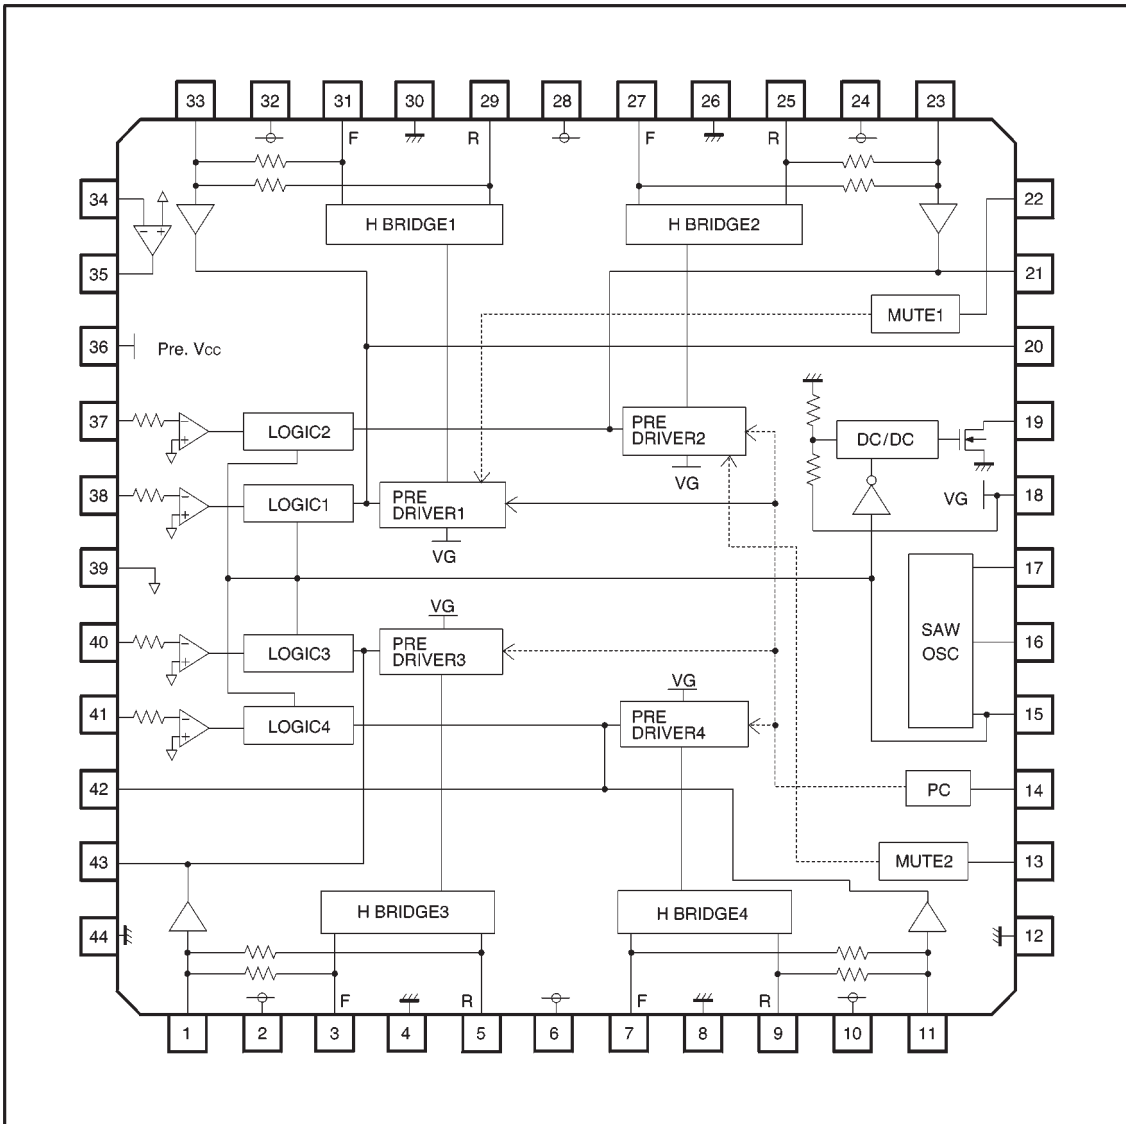 33 32 31 30 29 28 27 26 25 24 23
F R F R
34 22
H BRIDGE1 H BRIDGE2
35 21
MUTE1
36 Pre. Vcc 20
37 LOGIC2 PRE DRIVER2 DC/DC 19
VG
38 LOGIC1 PRE DRIVER1 VG 18
VG
39 17
VG
40 LOGIC3 PRE DRIVER3 SAW OSC 16
VG
41 LOGIC4 PRE DRIVER4 15
42 PC 14
43 MUTE2 13
H BRIDGE3 H BRIDGE4
44 12
F R F R
1 2 3 4 5 6 7 8 9 10 11
- + - + - + - + - +